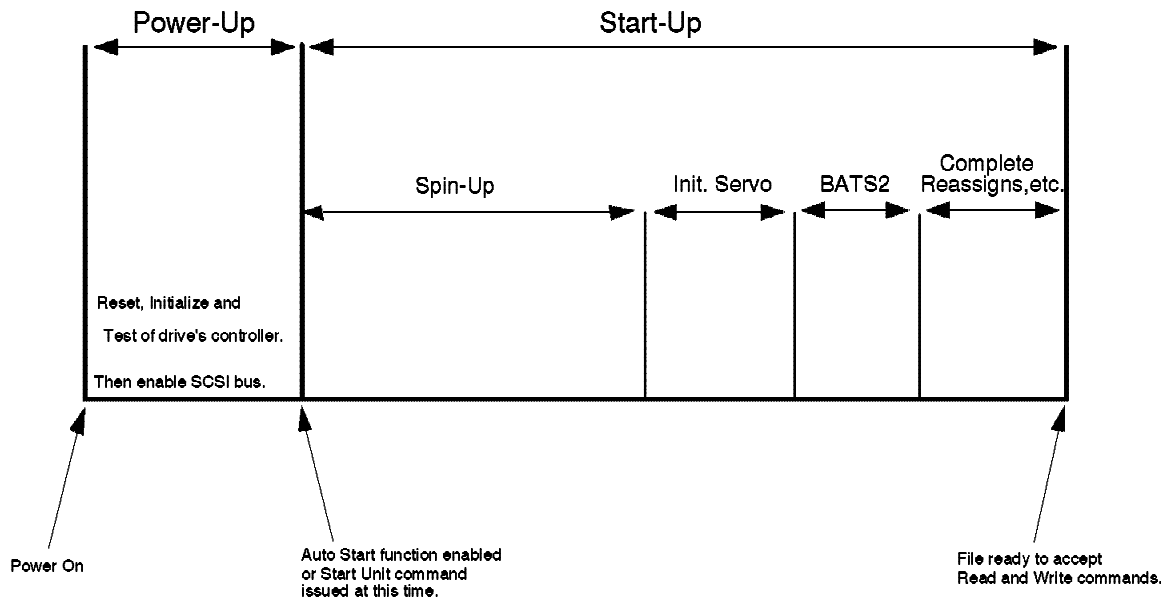 Power-Up
Start-Up
Spin-Up
Init. Servo
BATS2
Complete
Reassigns,etc.
Reset, Initialize and
Test of drive's controller.
Then enable SCSI bus.
Power On
Auto Start function enabled
or Start Unit command
issued at this time.
File ready to accept
Read and Write commands.